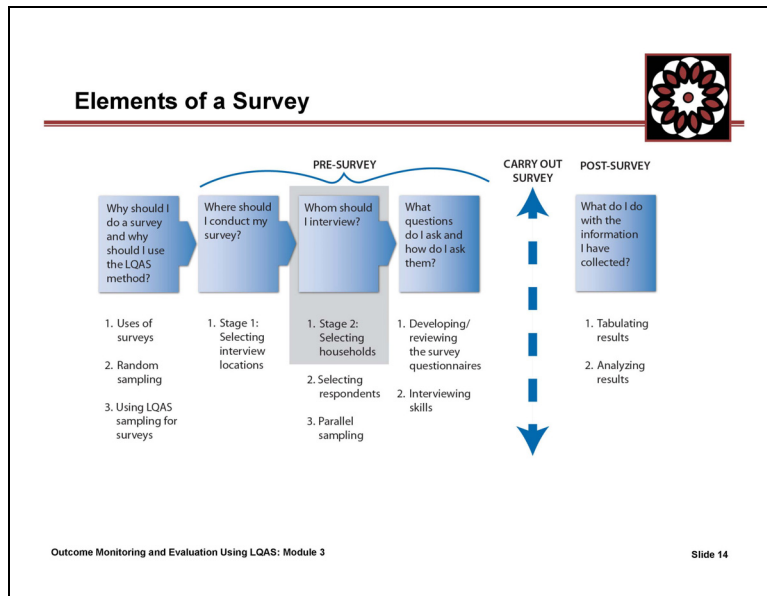 Elements of a Survey
PRE-SURVEY
CARRY OUT
SURVEY
POST-SURVEY
Why should I
do a survey
and why
should I use
the LQAS
method?
Where should
I conduct my
survey?
Whom should
I interview?
What
questions
do I ask and
how do I ask
them?
What do I do
with the
information
I have
collected?
1. Uses of
surveys
2. Random
sampling
3. Using LQAS
sampling for
surveys
1. Stage 1:
Selecting
interview
locations
1. Stage 2:
Selecting
households
2. Selecting
respondents
3. Parallel
sampling
1. Developing/
reviewing
the survey
questionnaires
2. Interviewing
skills
1. Tabulating
results
2. Analyzing
results
Outcome Monitoring and Evaluation Using LQAS: Module 3
Slide 14